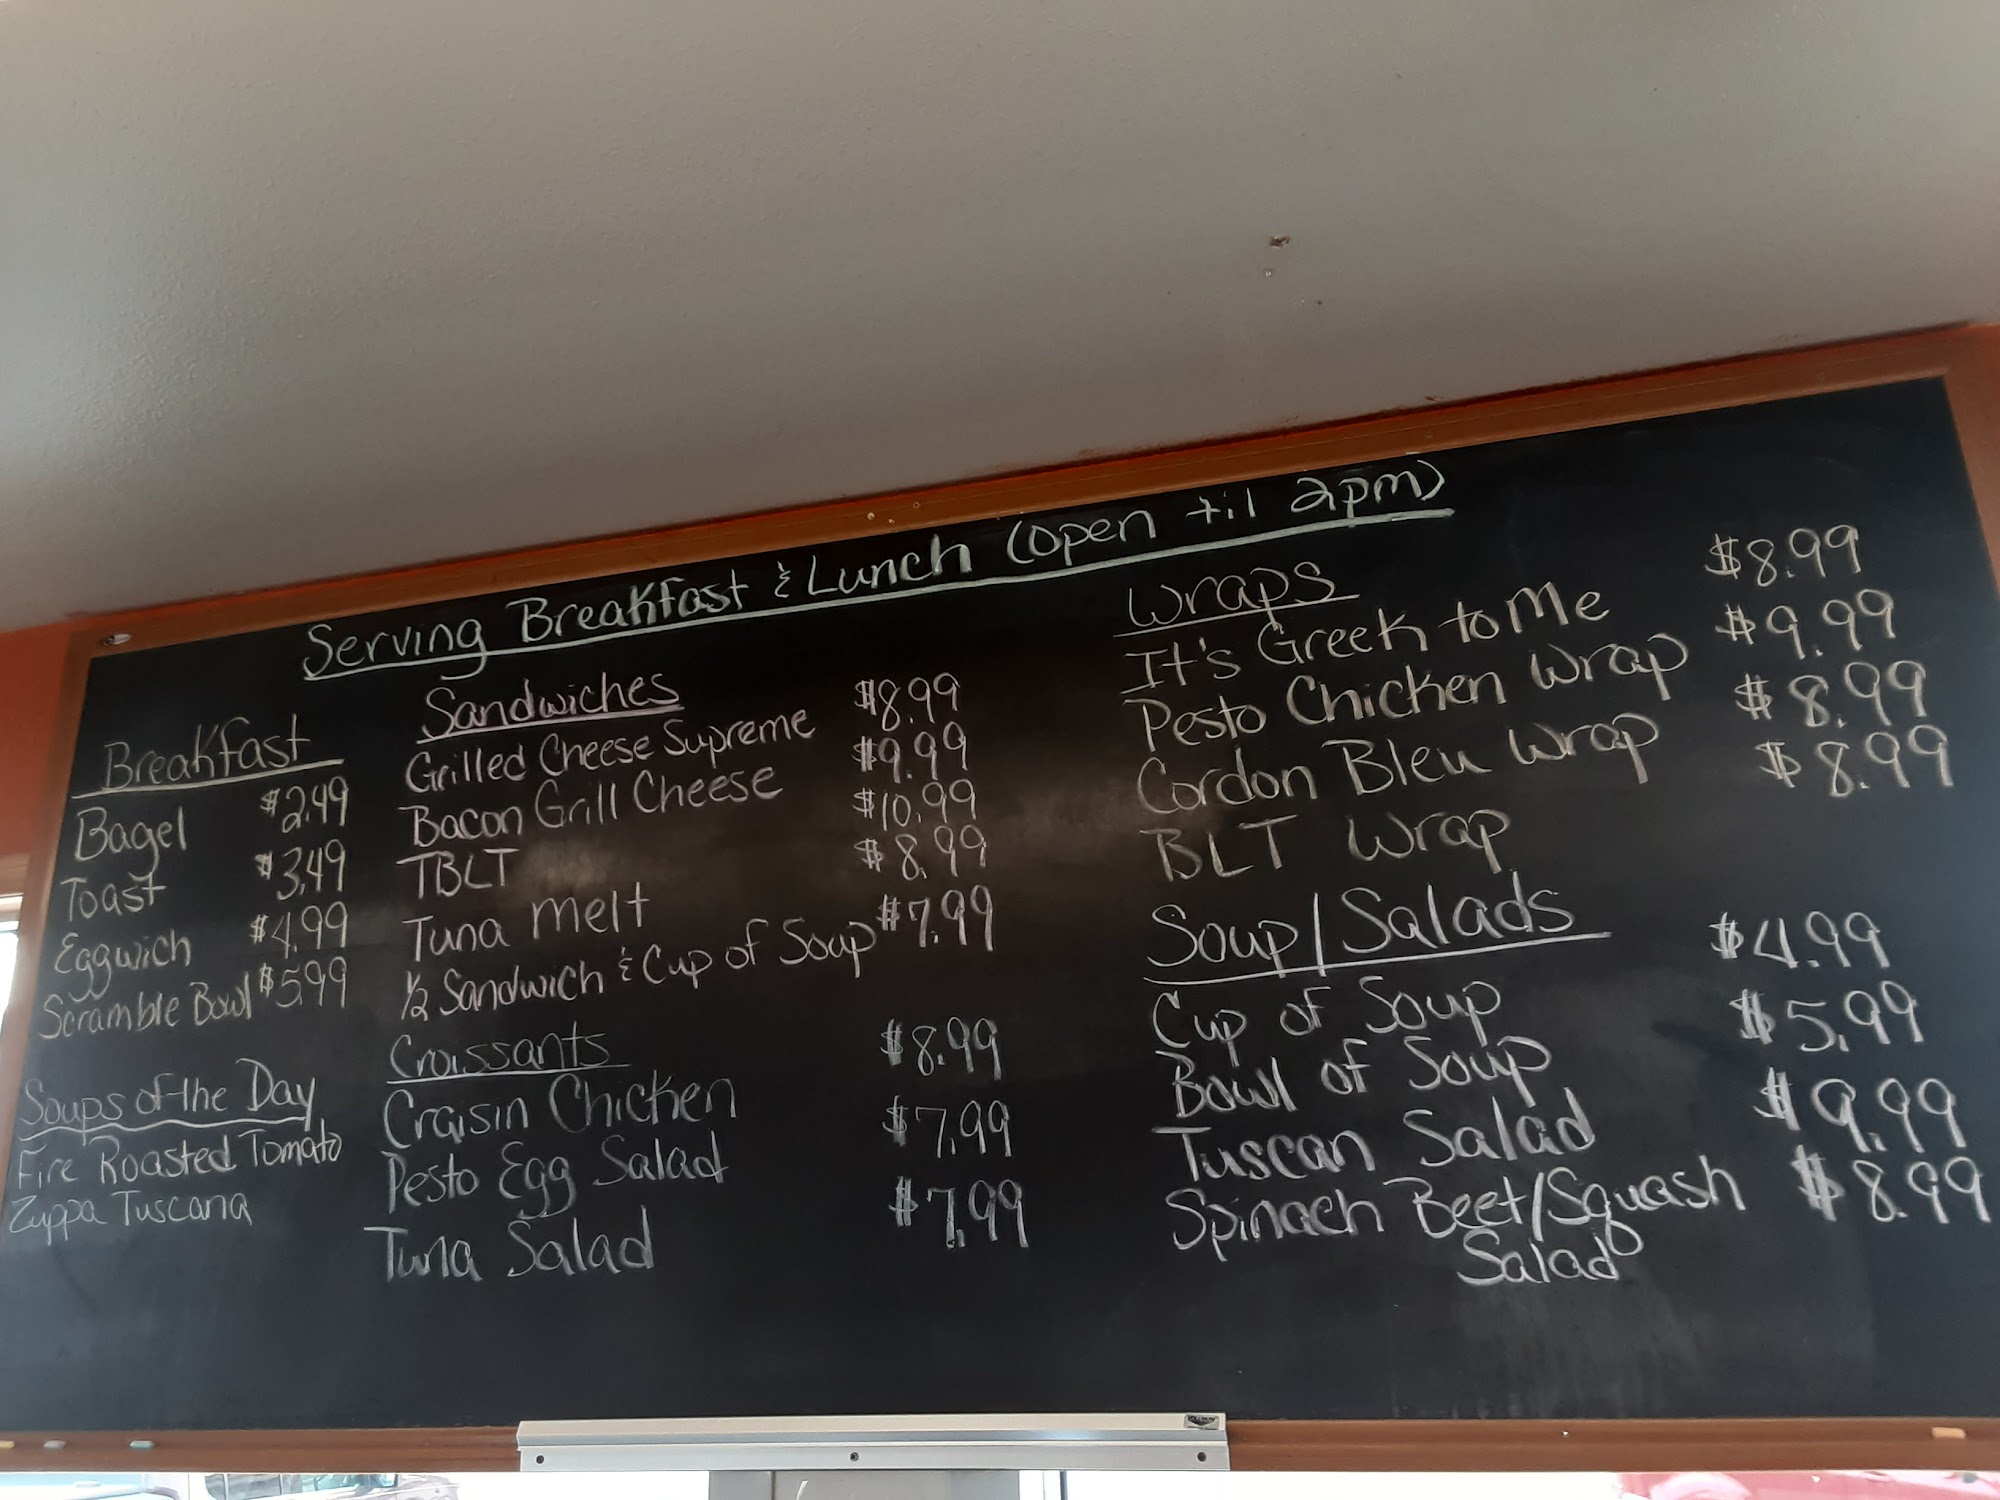 Serving Breakfast & Lunch (open til 2pm)
Breakfast
Bagel $2.49
Toast $3.49
Eggwich $4.99
Scramble Bowl $5.99
Soups of the Day
Fire Roasted Tomato
Zuppa Tuscana
Sandwiches
Grilled Cheese Supreme $8.99
Bacon Grill Cheese $9.99
TBLT $10.99
Tuna melt $8.99
1/2 Sandwich & Cup of Soup $7.99
Croissants
Craisin Chicken $8.99
Pesto Egg Salad $7.99
Tuna Salad $7.99
Wraps
It's Greek to Me $8.99
Pesto Chicken Wrap $9.99
Cordon Bleu Wrap $8.99
BLT Wrap $8.99
Soup/Salads
Cup of Soup $4.99
Bowl of Soup $5.99
Tuscan Salad $9.99
Spinach Beet/Squash $8.99
Salad